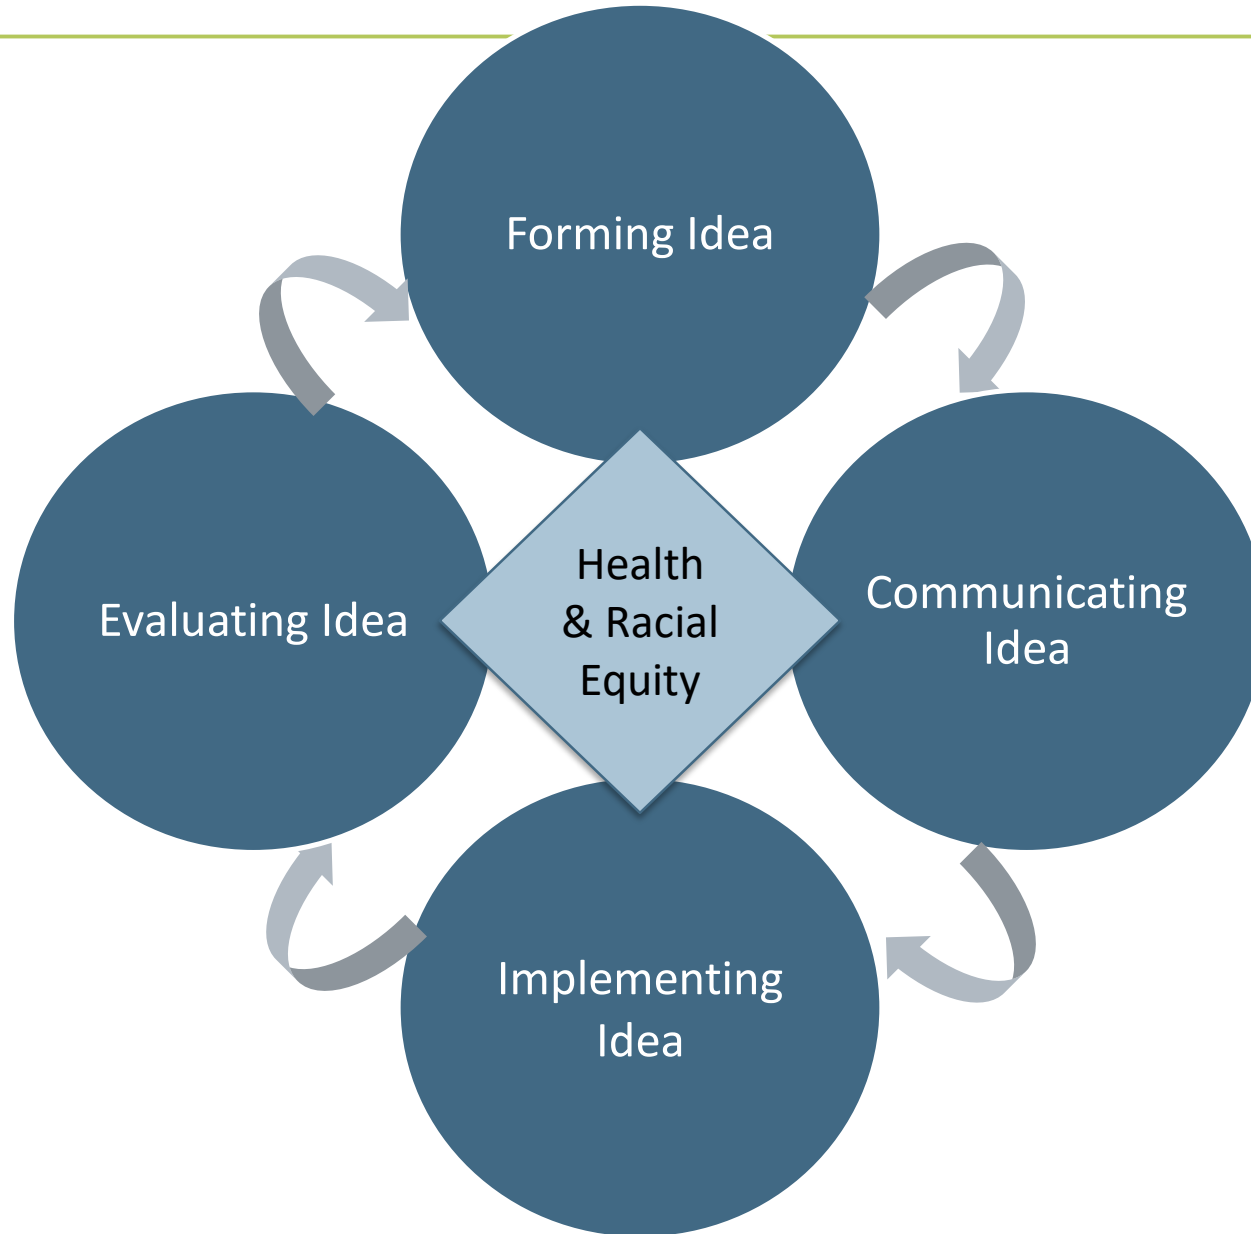 Forming Idea
Communicating
Idea
Implementing
Idea
Evaluating Idea
Health
& Racial
Equity